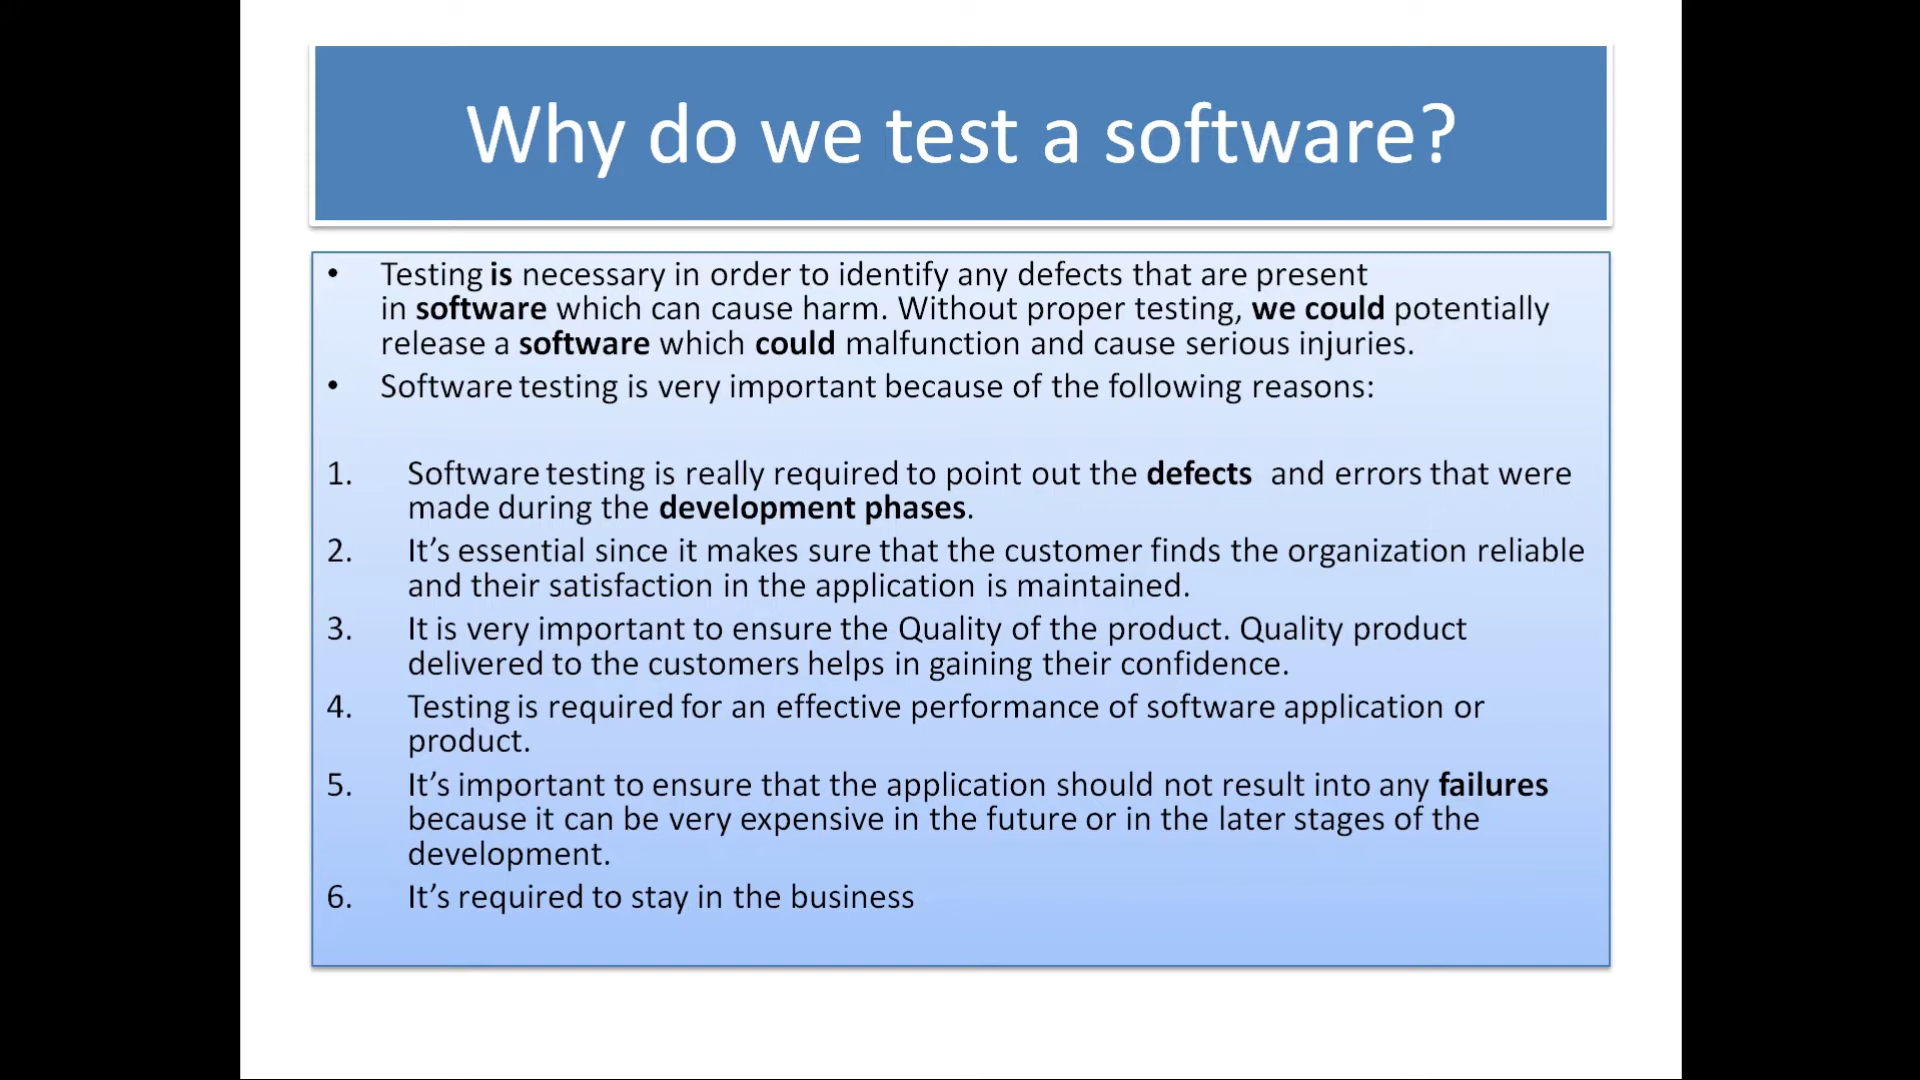 Why do we test a software?
• Testing is necessary in order to identify any defects that are present
in software which can cause harm. Without proper testing, we could potentially
release a software which could malfunction and cause serious injuries.
• Software testing is very important because of the following reasons:
1. Software testing is really required to point out the defects and errors that were
made during the development phases.
2. It’s essential since it makes sure that the customer finds the organization reliable
and their satisfaction in the application is maintained.
3. It is very important to ensure the Quality of the product. Quality product
delivered to the customers helps in gaining their confidence.
4. Testing is required for an effective performance of software application or
product.
5. It’s important to ensure that the application should not result into any failures
because it can be very expensive in the future or in the later stages of the
development.
6. It’s required to stay in the business